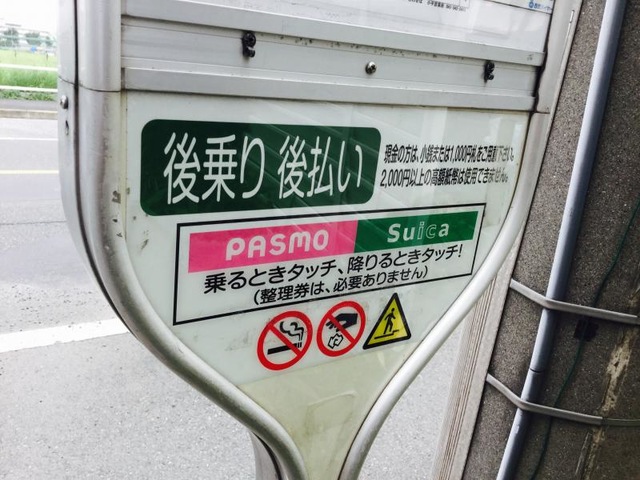 後乗り 後払い
現金の方は、小銭または1,000円札をご用意下さい。
2,000円以上の高額紙幣は使用できません。
PASMO Suica
乗るときタッチ、降りるときタッチ!
(整理券は、必要ありません)